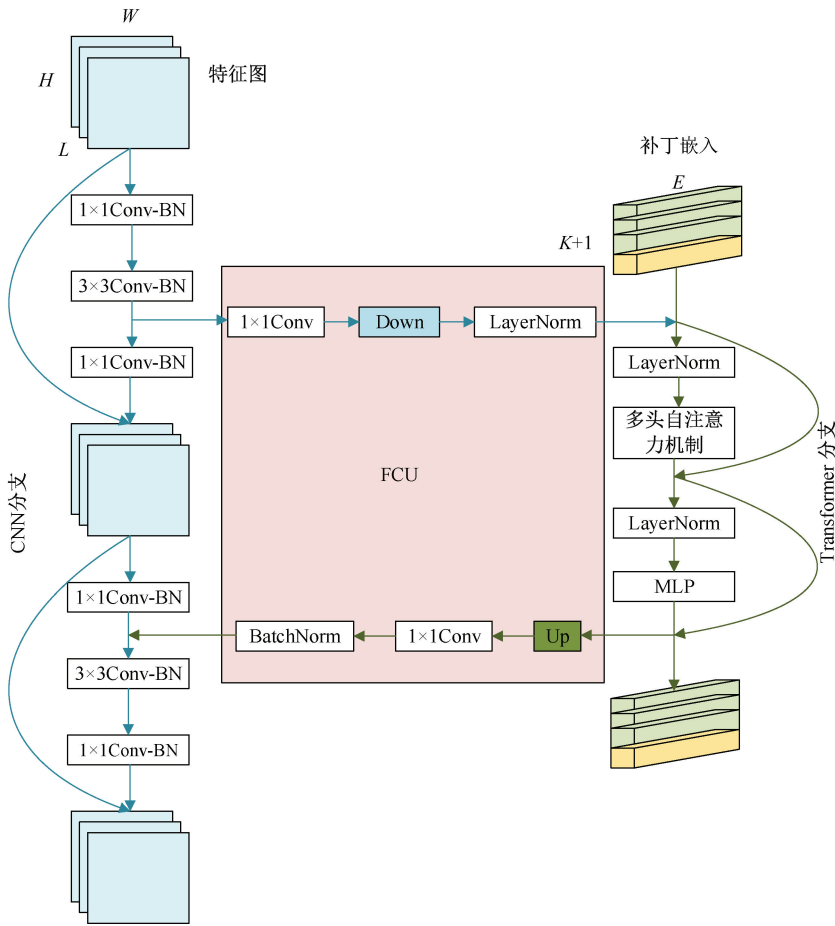 W
特征图
H
L
补丁嵌入
E
K+1
1×1Conv-BN
3×3Conv-BN
1×1Conv-BN
1×1Conv
Down
LayerNorm
LayerNorm
多头自注意
力机制
FCU
LayerNorm
MLP
CNN分支
Transformer 分支
1×1Conv-BN
BatchNorm
1×1Conv
Up
3×3Conv-BN
1×1Conv-BN